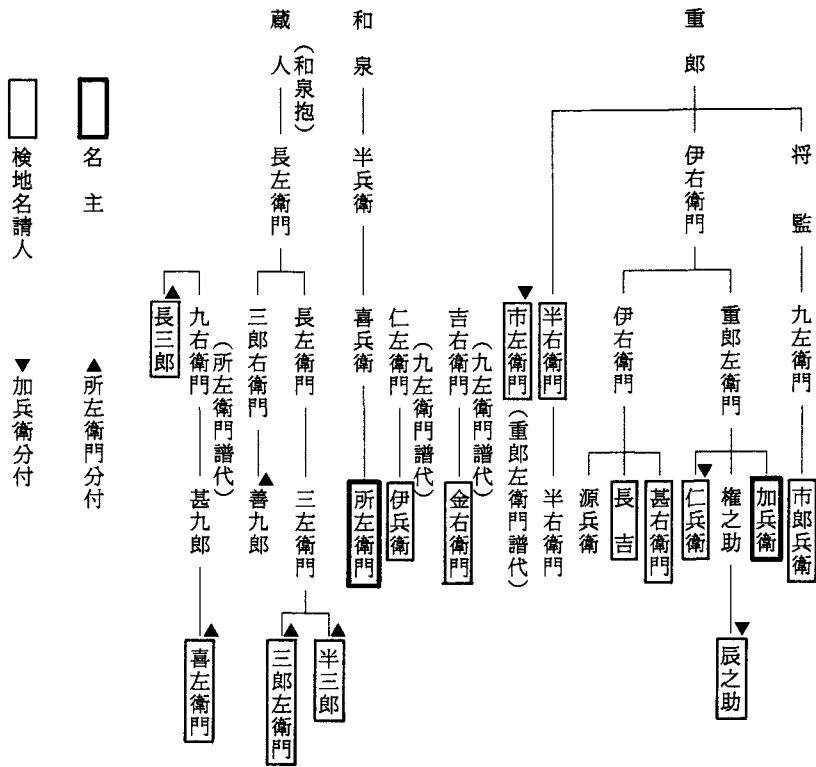 重郎
将監
九左衛門
市郎兵衛
伊右衛門
重郎左衛門
加兵衛
権之助
▼
辰之助
▼
仁兵衛
伊右衛門
甚右衛門
長吉
源兵衛
半右衛門
半右衛門
▼
市左衛門(重郎左衛門譜代)
(九左衛門譜代)
吉右衛門
金右衛門
(九左衛門譜代)
仁左衛門
伊兵衛
和泉
半兵衛
喜兵衛
所左衛門
(和泉抱)
蔵人
長左衛門
長左衛門
三左衛門
▲
半三郎
▲
三郎左衛門
三郎右衛門
▲
善九郎
(所左衛門譜代)
九右衛門
甚九郎
▲
喜左衛門
▲
長三郎
名主
▲所左衛門分付
検地名請人
▼加兵衛分付